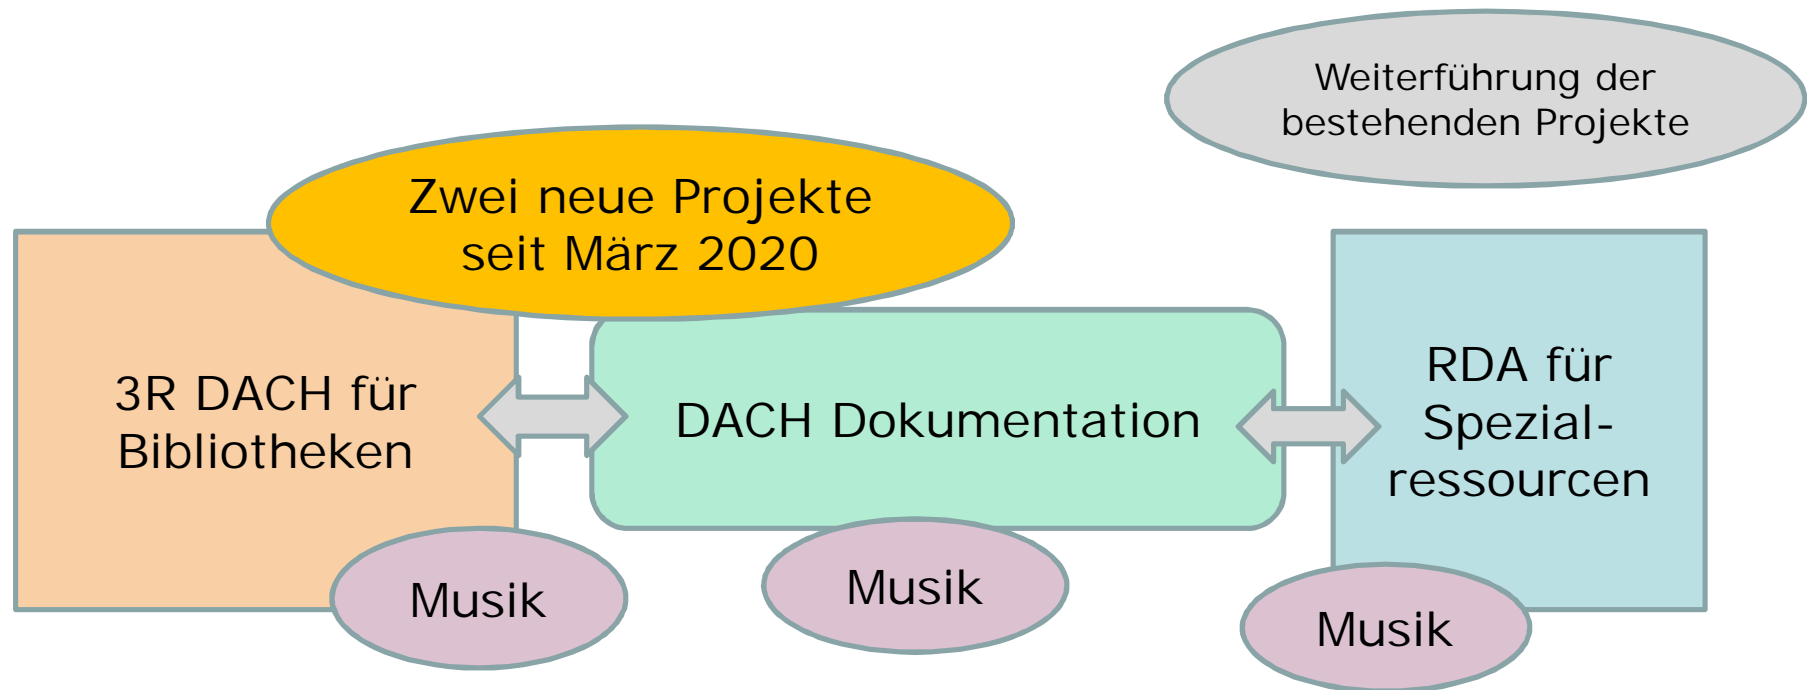 Weiterführung der
bestehenden Projekte
Zwei neue Projekte
seit März 2020
3R DACH für
Bibliotheken
DACH Dokumentation
RDA für
Spezial-
ressourcen
Musik
Musik
Musik